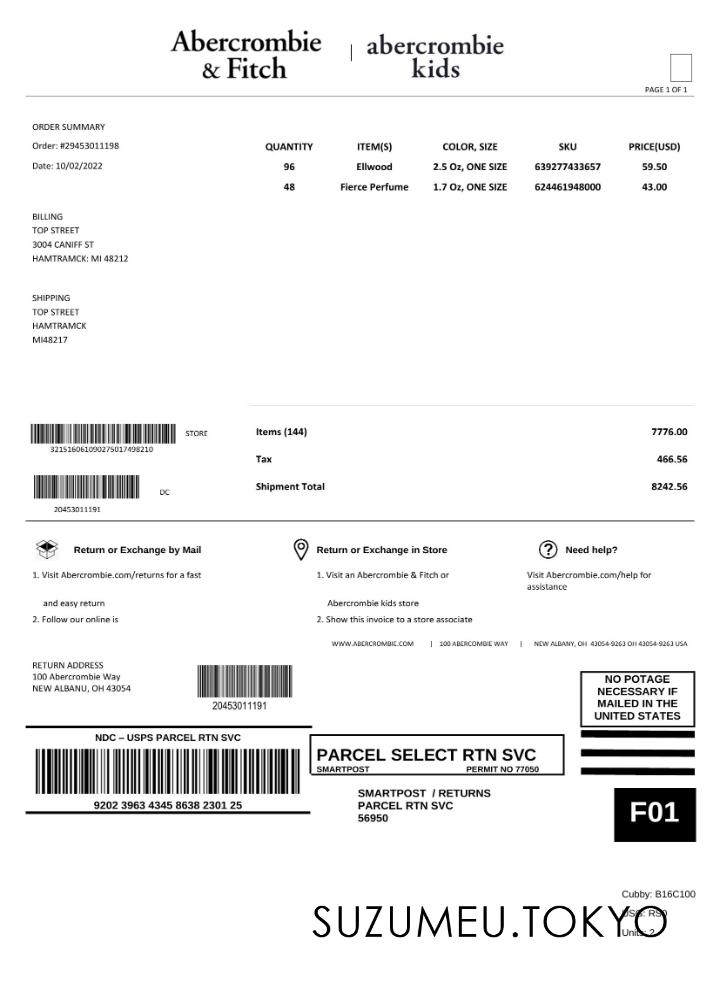 Abercrombie & Fitch | abercrombie kids
PAGE 1 OF 1
ORDER SUMMARY
Order: #29453011198
Date: 10/02/2022
QUANTITY ITEM(S) COLOR, SIZE SKU PRICE(USD)
96 Ellwood 2.5 Oz, ONE SIZE 639277433657 59.50
48 Fierce Perfume 1.7 Oz, ONE SIZE 624461948000 43.00
BILLING
TOP STREET
3004 CANIFF ST
HAMTRAMCK: MI 48212
SHIPPING
TOP STREET
HAMTRAMCK
MI48217
STORE
321516061090275017498210
DC
20453011191
Items (144) 7776.00
Tax 466.56
Shipment Total 8242.56
Return or Exchange by Mail
1. Visit Abercrombie.com/returns for a fast
and easy return
2. Follow our online is
Return or Exchange in Store
1. Visit an Abercrombie & Fitch or
Abercrombie kids store
2. Show this invoice to a store associate
Need help?
Visit Abercrombie.com/help for
assistance
WWW.ABERCROMBIE.COM | 100 ABERCOMBIE WAY | NEW ALBANY, OH 43054-9263 OH 43054-9263 USA
RETURN ADDRESS
100 Abercrombie Way
NEW ALBANU, OH 43054
20453011191
NO POTAGE
NECESSARY IF
MAILED IN THE
UNITED STATES
NDC – USPS PARCEL RTN SVC
9202 3963 4345 8638 2301 25
PARCEL SELECT RTN SVC
SMARTPOST PERMIT NO 77050
SMARTPOST / RETURNS
PARCEL RTN SVC
56950
F01
Cubby: B16C100
Units: 2
SUZUMEU.TOKYO